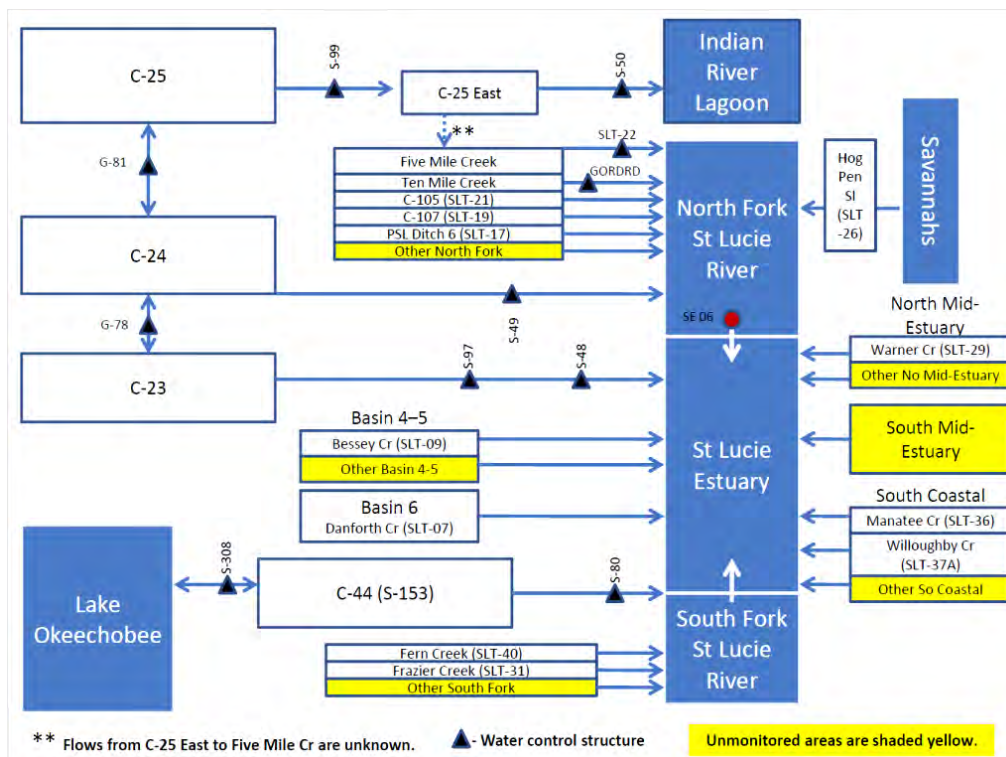 C-25
S-99
C-25 East
S-50
Indian
River
Lagoon
**
G-81
SLT-22
Five Mile Creek
GORDRD
Ten Mile Creek
C-105 (SLT-21)
C-107 (SLT-19)
PSL Ditch 6 (SLT-17)
Other North Fork
North Fork
St Lucie
River
Hog
Pen
Sl
(SLT
-26)
Savannahs
C-24
S-49
G-78
SE 06
North Mid-
Estuary
Warner Cr (SLT-29)
Other No Mid-Estuary
C-23
S-97
S-48
Basin 4–5
Bessey Cr (SLT-09)
Other Basin 4-5
St Lucie
Estuary
South Mid-
Estuary
Basin 6
Danforth Cr (SLT-07)
South Coastal
Manatee Cr (SLT-36)
Willoughby Cr
(SLT-37A)
Other So Coastal
Lake
Okeechobee
S-308
C-44 (S-153)
S-80
South Fork
St Lucie
River
Fern Creek (SLT-40)
Frazier Creek (SLT-31)
Other South Fork
** Flows from C-25 East to Five Mile Cr are unknown.
- Water control structure
Unmonitored areas are shaded yellow.